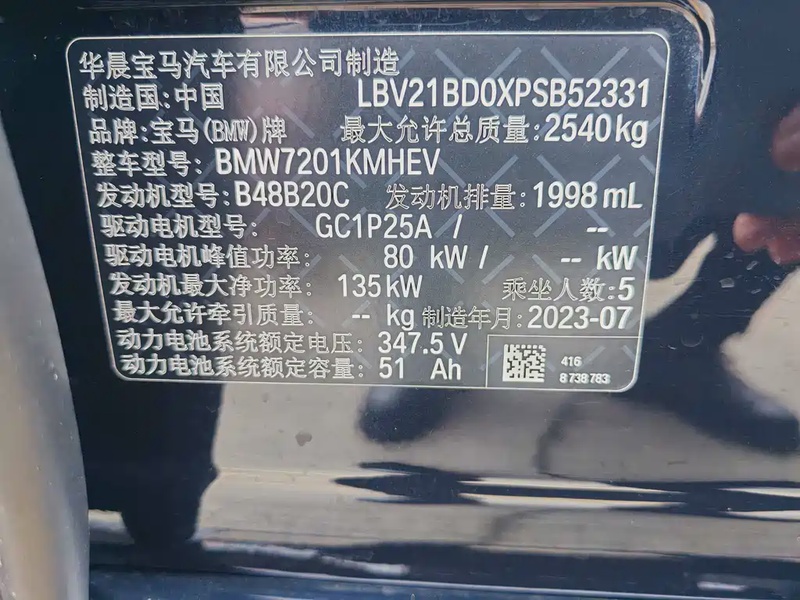 华晨宝马汽车有限公司制造
制造国:中国 LBV21BD0XPSB52331
品牌:宝马(BMW)牌 最大允许总质量:2540kg
整车型号: BMW7201KMHEV
发动机型号:B48B20C 发动机排量:1998 mL
驱动电机型号: GC1P25A / --
驱动电机峰值功率: 80 kW / -- kW
发动机最大净功率: 135kW 乘坐人数:5
最大允许牵引质量: -- kg 制造年月:2023-07
动力电池系统额定电压:347.5 V
动力电池系统额定容量:51 Ah
416
8 738 783